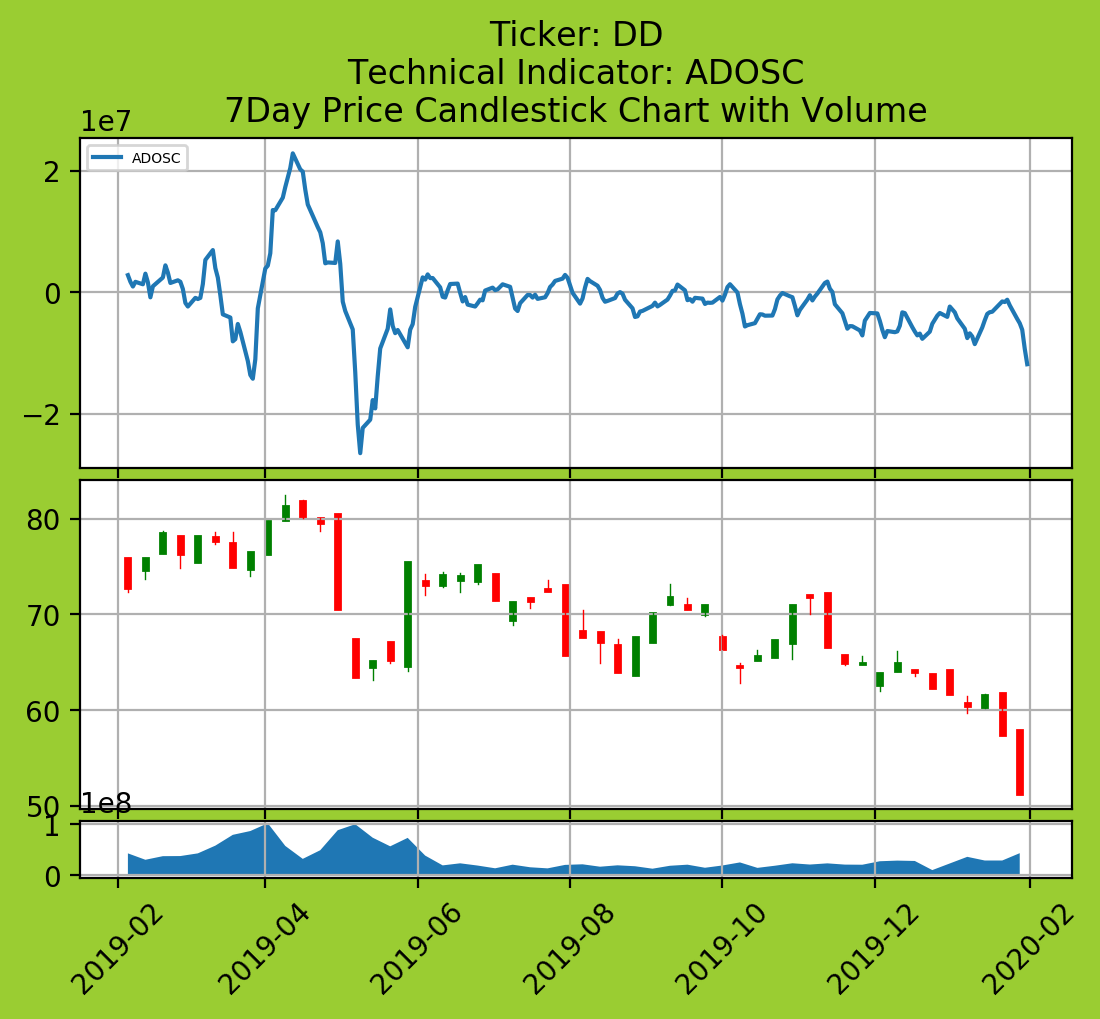 Ticker: DD
Technical Indicator: ADOSC
7Day Price Candlestick Chart with Volume
1e7
ADOSC
2
0
−2
80
70
60
50
1e8
1
0
2019-02
2019-04
2019-06
2019-08
2019-10
2019-12
2020-02